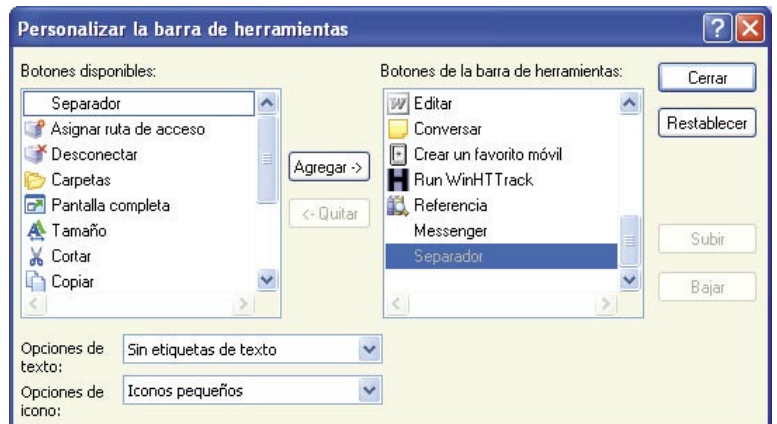 Personalizar la barra de herramientas
Botones disponibles:
Separador
Asignar ruta de acceso
Desconectar
Carpetas
Pantalla completa
Tamaño
Cortar
Copiar
Agregar ->
<- Quitar
Botones de la barra de herramientas:
Editar
Conversar
Crear un favorito móvil
Run WinHTTrack
Referencia
Messenger
Separador
Cerrar
Restablecer
Subir
Bajar
Opciones de
texto:
Sin etiquetas de texto
Opciones de
icono:
Iconos pequeños